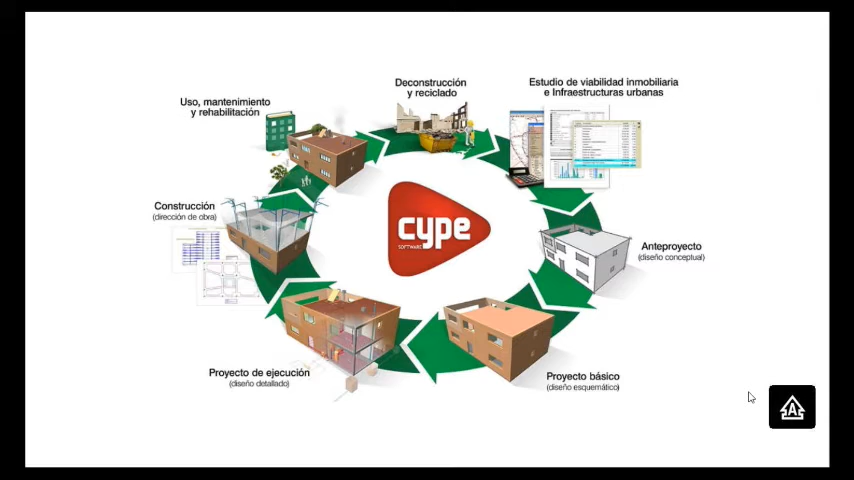 Deconstrucción
y reciclado
Estudio de viabilidad inmobiliaria
e Infraestructuras urbanas
Uso, mantenimiento
y rehabilitación
Construcción
(dirección de obra)
cype
SOFTWARE
Anteproyecto
(diseño conceptual)
Proyecto de ejecución
(diseño detallado)
Proyecto básico
(diseño esquemático)
A